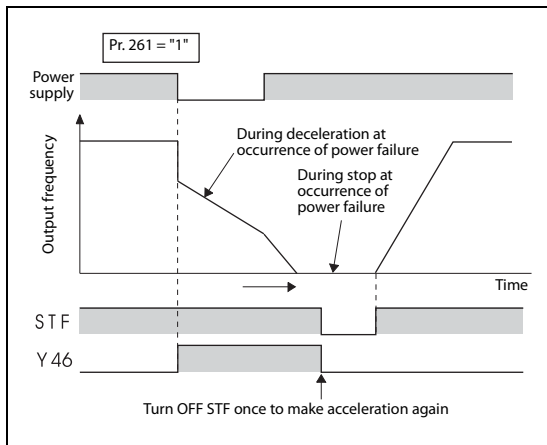 Pr. 261 = "1"
Power
supply
Output frequency
During deceleration at
occurrence of power failure
During stop at
occurrence of
power failure
Time
STF
Y46
Turn OFF STF once to make acceleration again